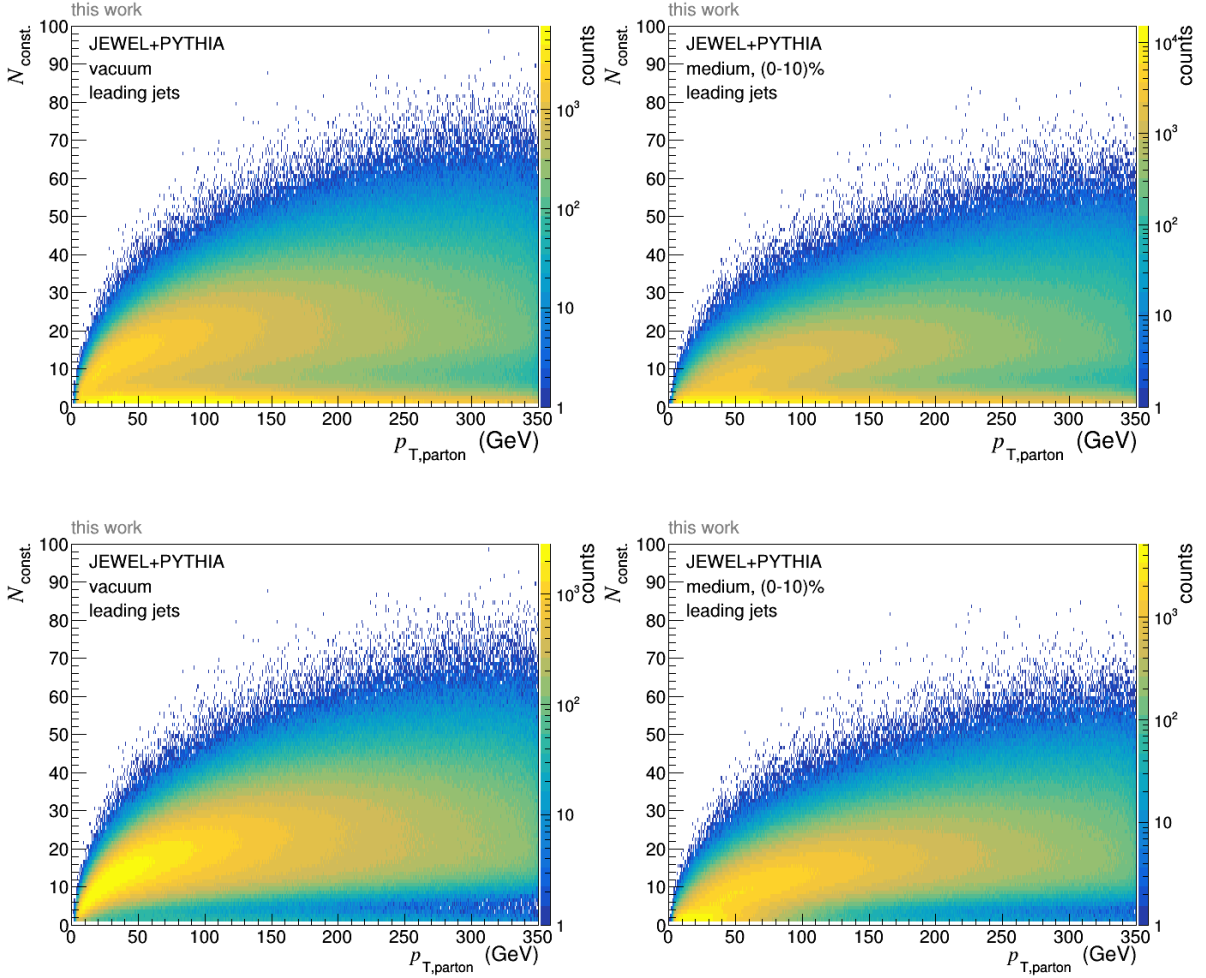 this work
100
90
80
70
60
50
40
30
20
10
0
N const.
JEWEL+PYTHIA
vacuum
leading jets
0 50 100 150 200 250 300 350
p T,parton (GeV)
counts
10³
10²
10
1
this work
100
90
80
70
60
50
40
30
20
10
0
N const.
JEWEL+PYTHIA
medium, (0-10)%
leading jets
0 50 100 150 200 250 300 350
p T,parton (GeV)
counts
10⁴
10³
10²
10
1
this work
100
90
80
70
60
50
40
30
20
10
0
N const.
JEWEL+PYTHIA
vacuum
leading jets
0 50 100 150 200 250 300 350
p T,parton (GeV)
counts
10³
10²
10
1
this work
100
90
80
70
60
50
40
30
20
10
0
N const.
JEWEL+PYTHIA
medium, (0-10)%
leading jets
0 50 100 150 200 250 300 350
p T,parton (GeV)
counts
10³
10²
10
1